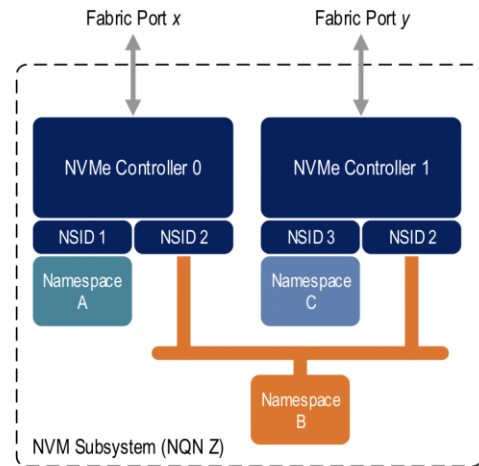 Fabric Port x
Fabric Port y
NVMe Controller 0
NVMe Controller 1
NSID 1
NSID 2
NSID 3
NSID 2
Namespace
A
Namespace
C
Namespace
B
NVM Subsystem (NQN Z)